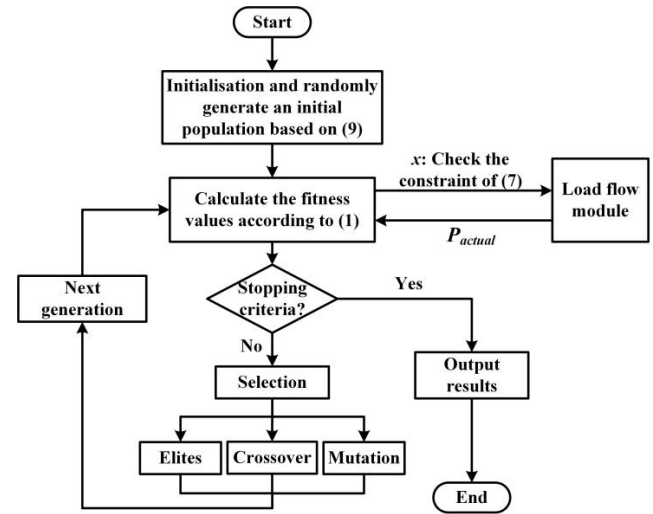 Start
Initialisation and randomly
generate an initial
population based on (9)
x: Check the
constraint of (7)
Calculate the fitness
values according to (1)
Load flow
module
P_actual
Next
generation
Stopping
criteria?
Yes
No
Selection
Output
results
Elites
Crossover
Mutation
End